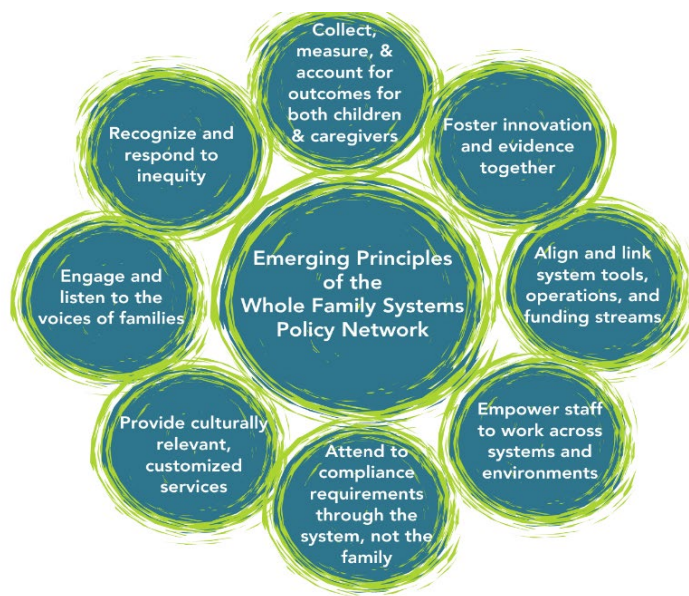 Collect,
measure, &
account for
outcomes for
both children
& caregivers
Foster innovation
and evidence
together
Align and link
system tools,
operations, and
funding streams
Empower staff
to work across
systems and
environments
Attend to
compliance
requirements
through the
system, not the
family
Provide culturally
relevant,
customized
services
Engage and
listen to the
voices of families
Recognize and
respond to
inequity
Emerging Principles
of the
Whole Family Systems
Policy Network